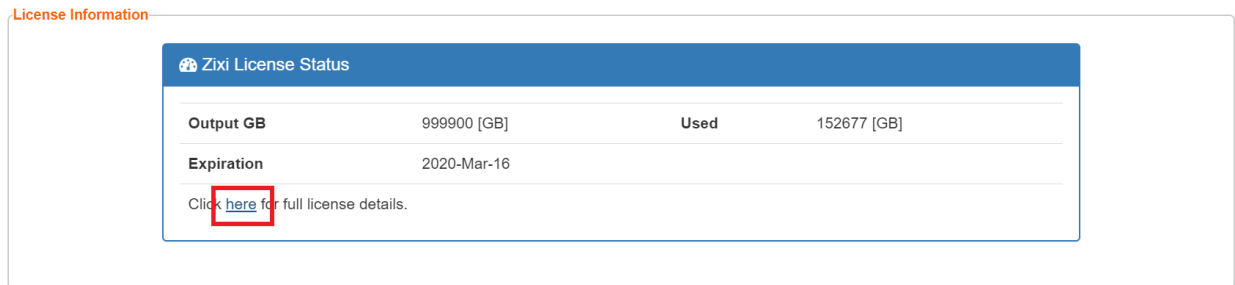 License Information
Zixi License Status
Output GB 999900 [GB] Used 152677 [GB]
Expiration 2020-Mar-16
Click here for full license details.